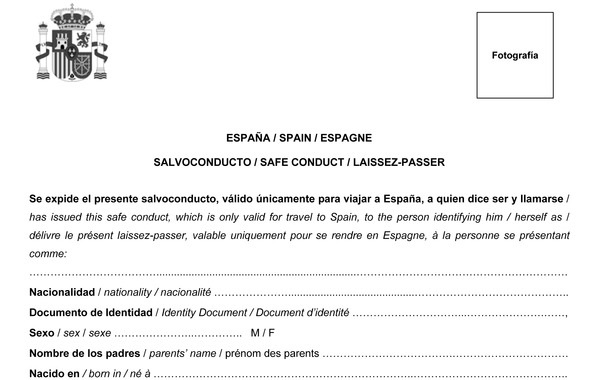 Fotografía
ESPAÑA / SPAIN / ESPAGNE
SALVOCONDUCTO / SAFE CONDUCT / LAISSEZ-PASSER
Se expide el presente salvoconducto, válido únicamente para viajar a España, a quien dice ser y llamarse /
has issued this safe conduct, which is only valid for travel to Spain, to the person identifying him / herself as /
délivre le présent laissez-passer, valable uniquement pour se rendre en Espagne, à la personne se présentant
comme:
……………………………………………………………………………………………….
Nacionalidad / nationality / nacionalité ……………………………………………………..
Documento de Identidad / Identity Document / Document d'identité …………………………………,
Sexo / sex / sexe …………………..………….. M / F
Nombre de los padres / parents' name / prénom des parents ……………………………………
Nacido en / born in / né à ……………………………………………………………..